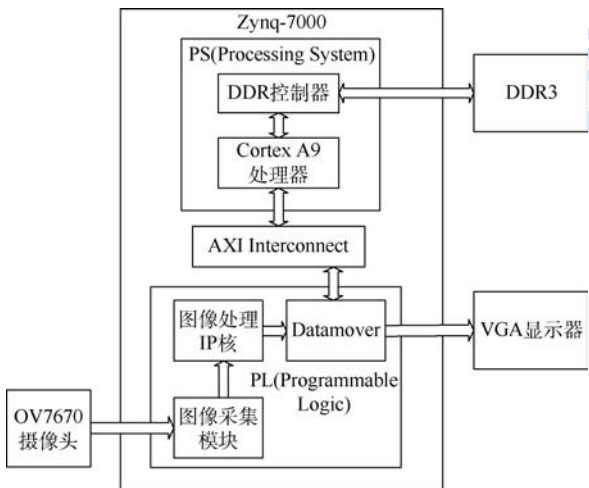 Zynq-7000
PS(Processing System)
DDR控制器
DDR3
Cortex A9
处理器
AXI Interconnect
图像处理
IP核
Datamover
VGA显示器
PL(Programmable
Logic)
OV7670
摄像头
图像采集
模块